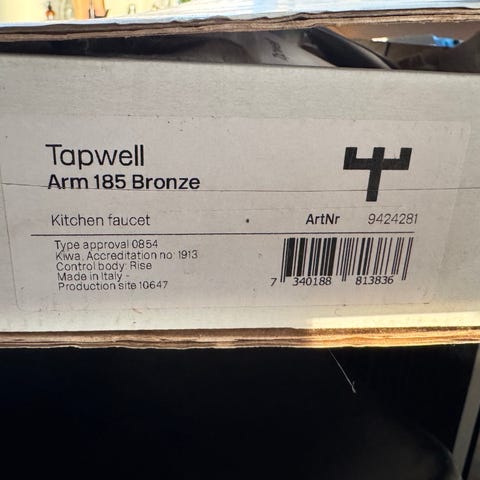 Tapwell
Arm 185 Bronze
Kitchen faucet
ArtNr 9424281
Type approval 0854
Kiwa, Accreditation no 1913
Control body: Rise
Made in Italy -
Production site 10647
7 340188 813836